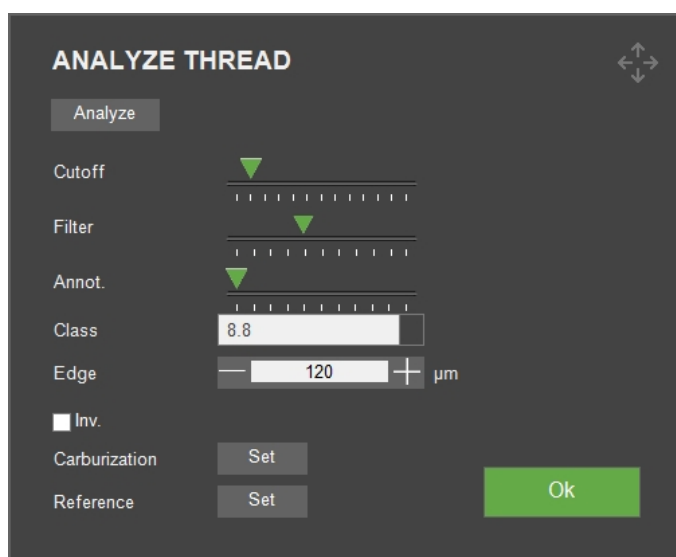 ANALYZE THREAD
Analyze
Cutoff
Filter
Annot.
Class 8.8
Edge 120 µm
Inv.
Carburization Set
Reference Set
Ok